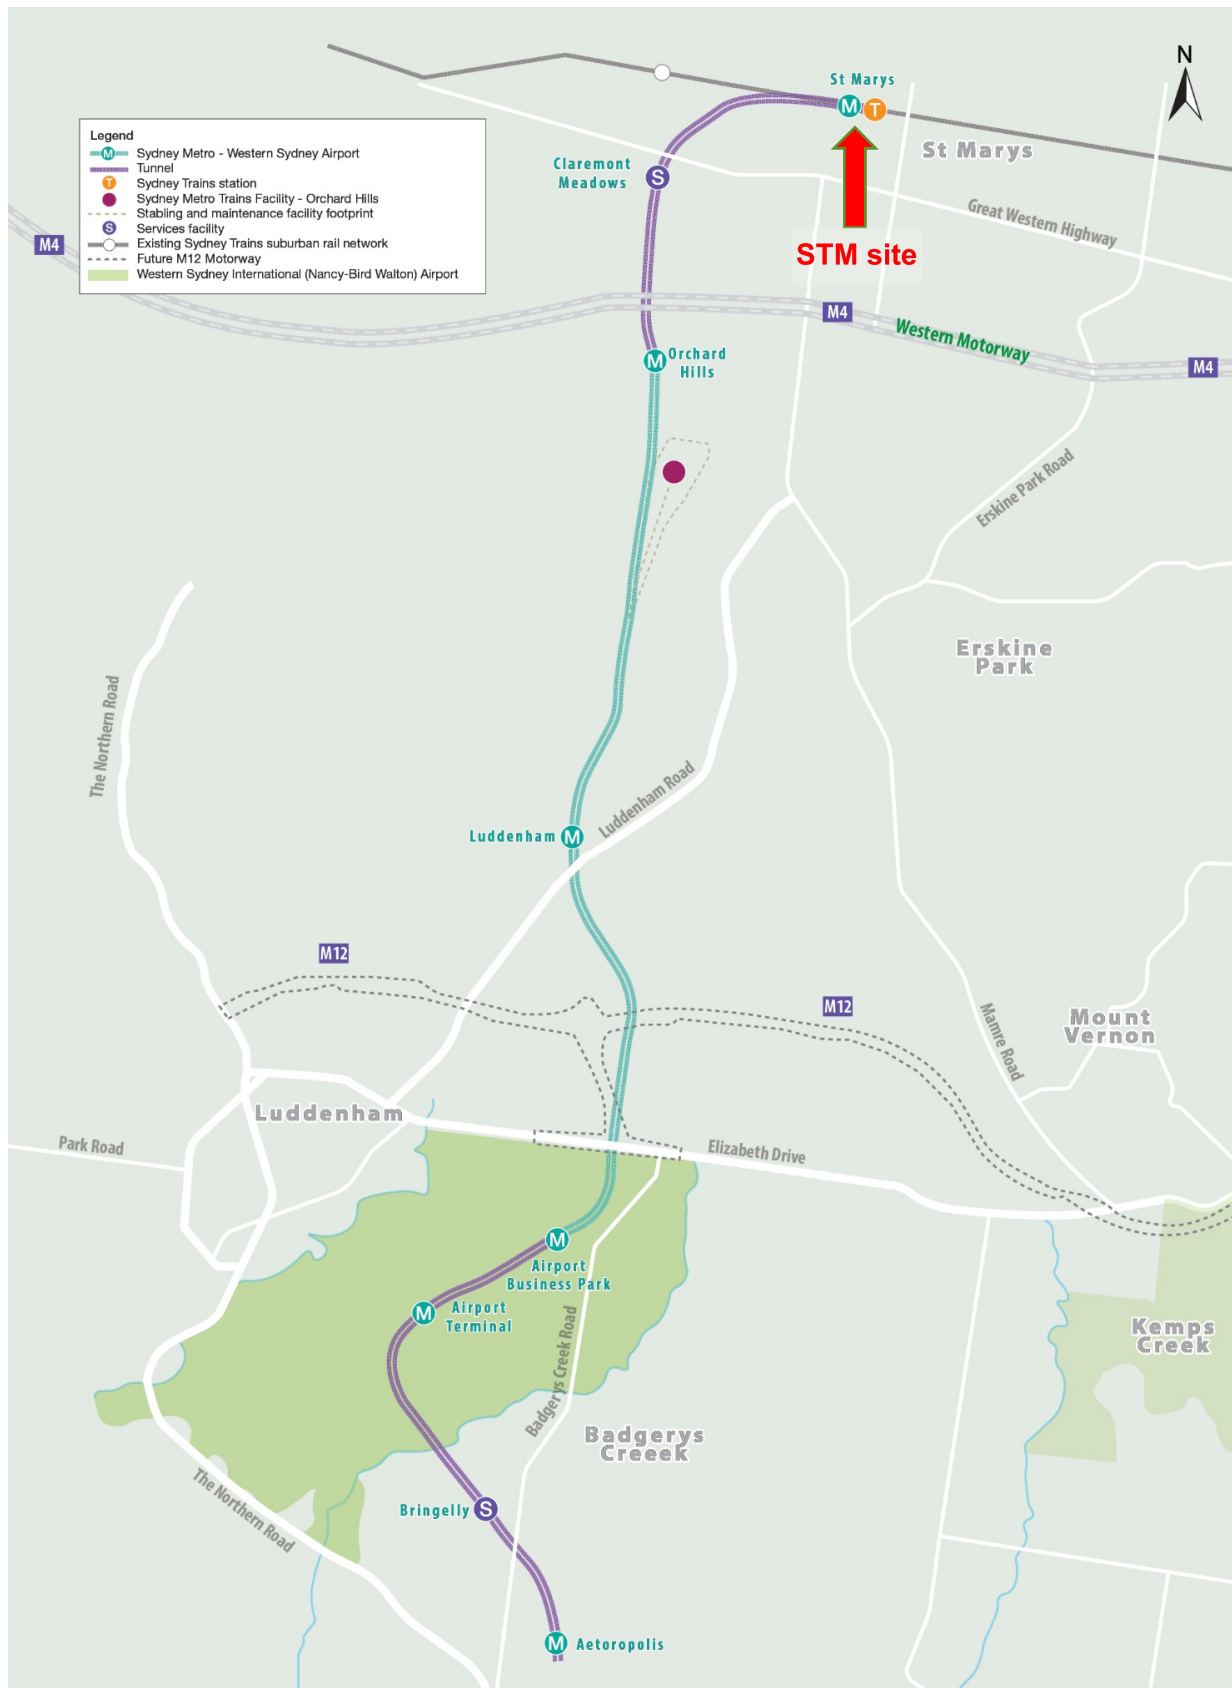 N
St Marys
M
T
St Marys
Legend
M Sydney Metro - Western Sydney Airport
Tunnel
T Sydney Trains station
Sydney Metro Trains Facility - Orchard Hills
Stabling and maintenance facility footprint
S Services facility
Existing Sydney Trains suburban rail network
Future M12 Motorway
Western Sydney International (Nancy-Bird Walton) Airport
Claremont
Meadows
S
Great Western Highway
M4
STM site
M4
Western Motorway
M4
M
Orchard
Hills
Erskine Park Road
Erskine
Park
The Northern Road
Luddenham Road
Luddenham
M
M12
M12
Mamre Road
Mount
Vernon
Luddenham
Park Road
Elizabeth Drive
M
Airport
Business Park
M
Airport
Terminal
Badgerys Creek Road
Kemps
Creek
Badgerys
Creeek
The Northern Road
Bringelly
S
M
Aetoropolis